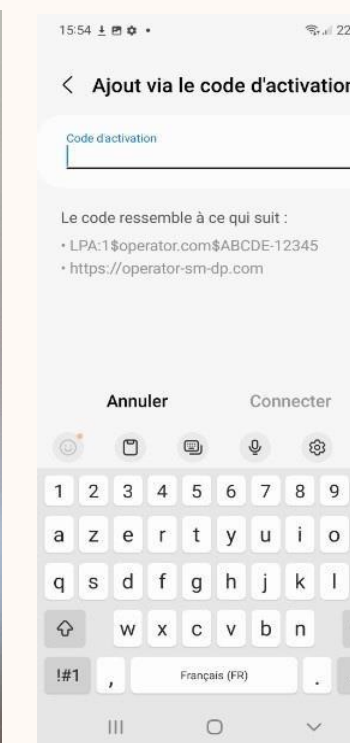 15:54
22
Ajout via le code d'activation
Code d'activation
Le code ressemble à ce qui suit :
• LPA:1$operator.com$ABCDE-12345
• https://operator-sm-dp.com
Annuler Connecter
1 2 3 4 5 6 7 8 9
a z e r t y u i o
q s d f g h j k l
w x c v b n
!#1 , Français (FR) .